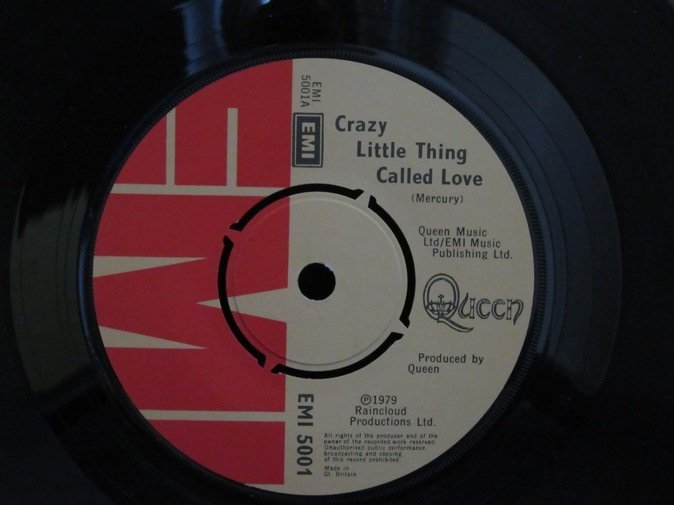 EMI
EMI
5001A
EMI
Crazy
Little Thing
Called Love
(Mercury)
Queen Music
Ltd/EMI Music
Publishing Ltd.
Queen
Produced by
Queen
EMI 5001
℗1979
Raincloud
Productions Ltd.
All rights of the producer and of the
owner of the recorded work reserved.
Unauthorised public performance,
broadcasting and copying
of this record prohibited.
Made in
Gt. Britain